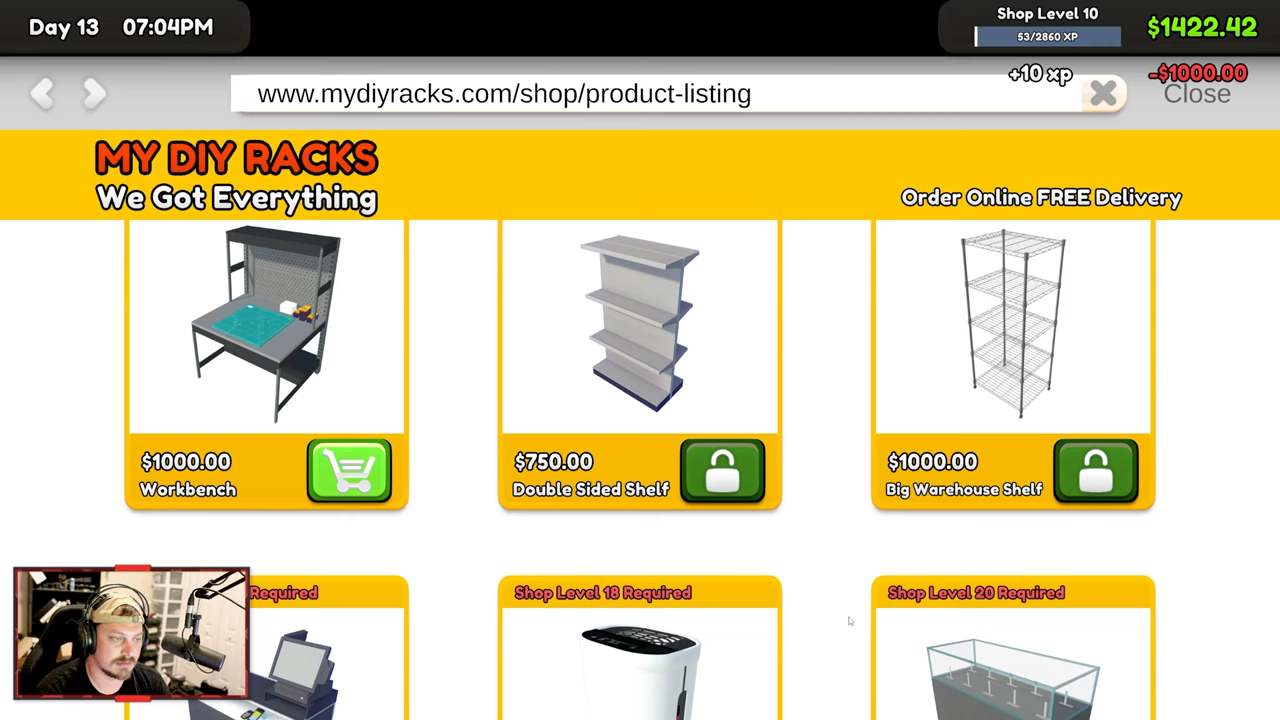 Day 13 07:04PM
Shop Level 10
53/2860 XP
$1422.42
+10 xp
-$1000.00
www.mydiyracks.com/shop/product-listing
Close
MY DIY RACKS
We Got Everything
Order Online FREE Delivery
$1000.00
Workbench
$750.00
Double Sided Shelf
$1000.00
Big Warehouse Shelf
Required
Shop Level 18 Required
Shop Level 20 Required